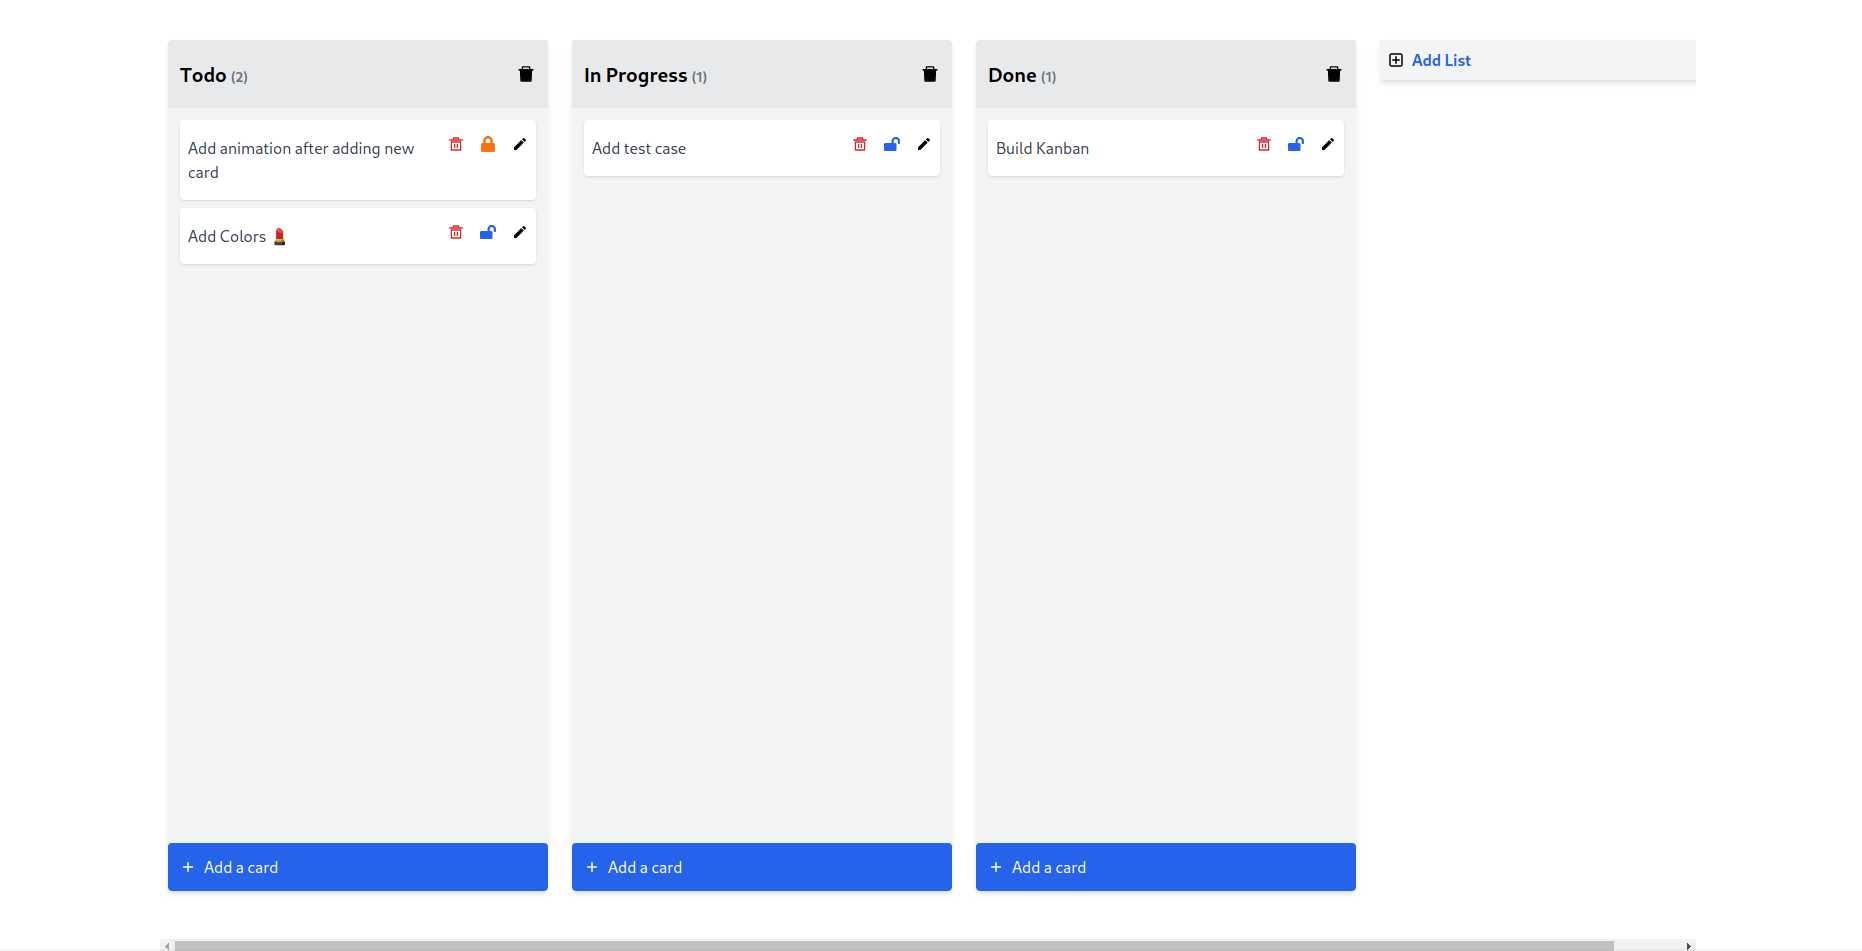 Todo (2)
Add animation after adding new
card
Add Colors 💄
+ Add a card
In Progress (1)
Add test case
+ Add a card
Done (1)
Build Kanban
+ Add a card
Add List